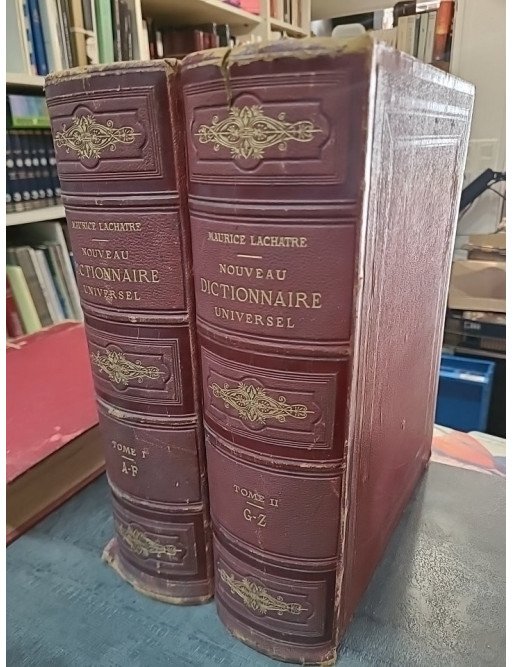 MAURICE LACHATRE
NOUVEAU
DICTIONNAIRE
UNIVERSEL
TOME I
A-F
MAURICE LACHATRE
NOUVEAU
DICTIONNAIRE
UNIVERSEL
TOME II
G-Z